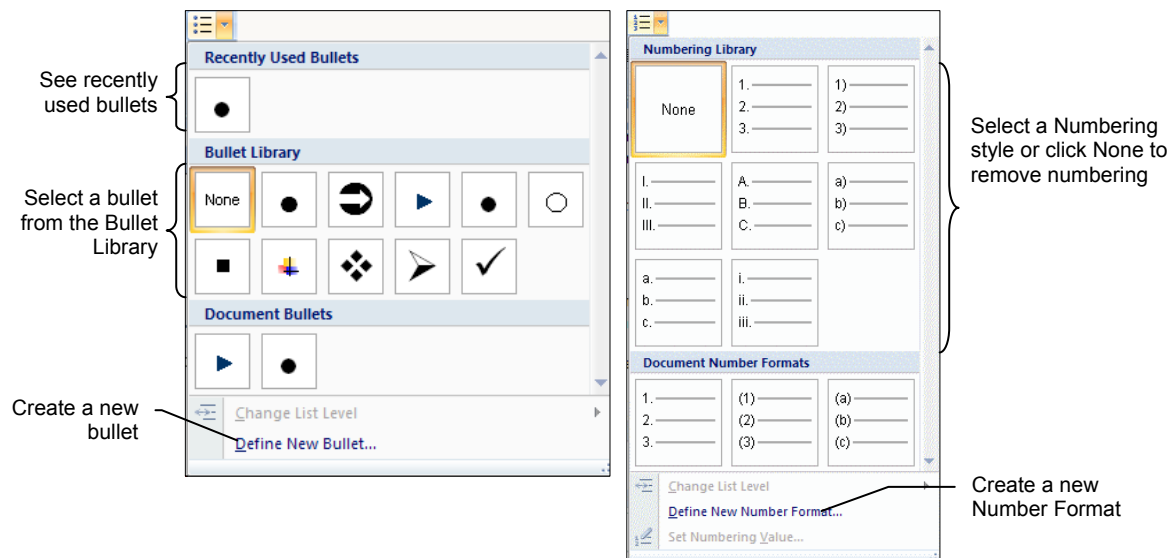 See recently
used bullets
Select a bullet
from the Bullet
Library
Create a new
bullet
Recently Used Bullets
Bullet Library
None
Document Bullets
Change List Level
Define New Bullet...
Numbering Library
None
1.
2.
3.
1)
2)
3)
I.
II.
III.
A.
B.
C.
a)
b)
c)
a.
b.
c.
i.
ii.
iii.
Document Number Formats
1.
2.
3.
(1)
(2)
(3)
(a)
(b)
(c)
Change List Level
Define New Number Format...
Set Numbering Value...
Select a Numbering
style or click None to
remove numbering
Create a new
Number Format